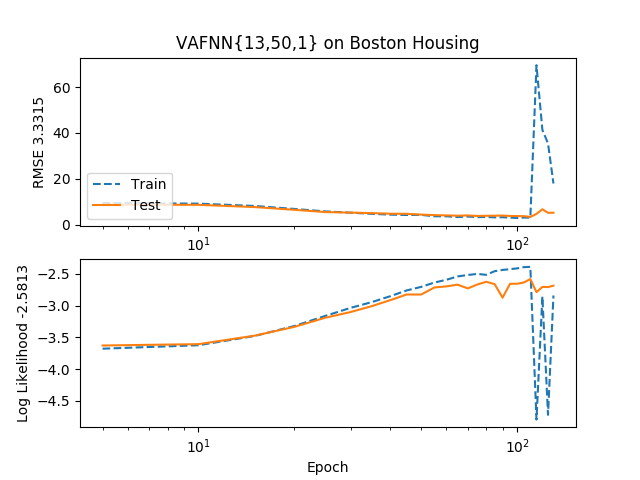 VAFNN{13,50,1} on Boston Housing
RMSE 3.3315
60
40
20
0
Train
Test
10^1
10^2
Log Likelihood -2.5813
−2.5
−3.0
−3.5
−4.0
−4.5
10^1
10^2
Epoch